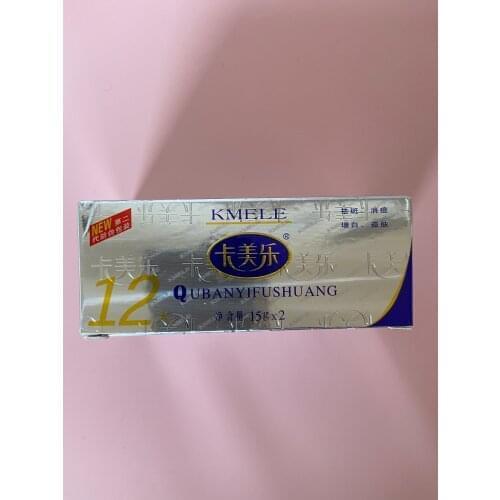 KMELE
祛斑 消痘
增白 嫩肤
NEW 第二
代防伪包装
卡美乐®
12
QUBANYIFUSHUANG
净含量 15g×2